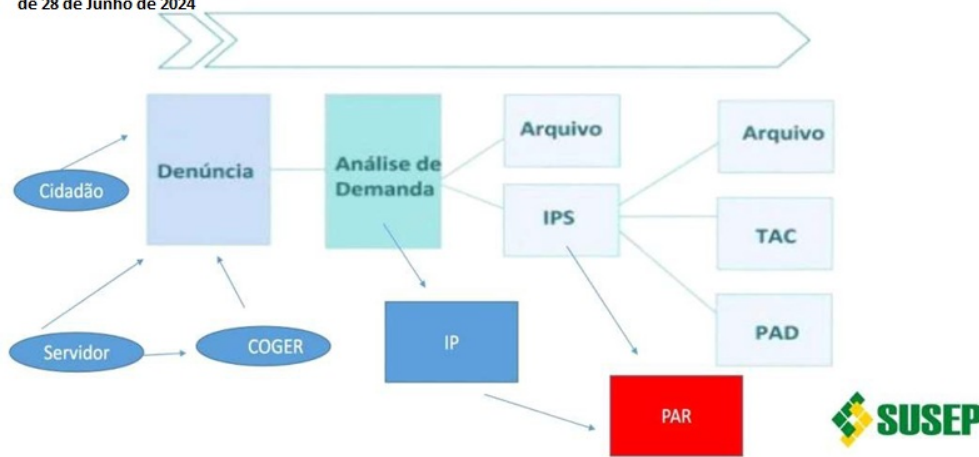 de 28 de Junho de 2024
Denúncia
Análise de
Demanda
Arquivo
IPS
Arquivo
TAC
PAD
Cidadão
Servidor
COGER
IP
PAR
SUSEP